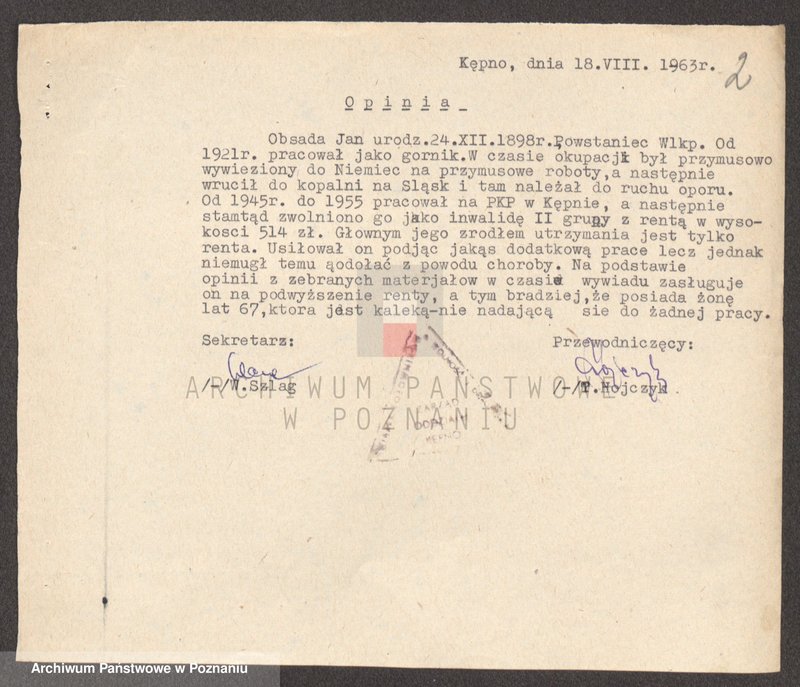 Kępno, dnia 18.VIII. 1963r.
2
O p i n i a
Obsada Jan urodz.24.XII.1898r.Powstaniec Wlkp. Od
1921r. pracował jako gornik.W czasie okupacji był przymusowo
wywieziony do Niemiec na przymusowe roboty,a następnie
wrucił do kopalni na Sląsk i tam należał do ruchu oporu.
Od 1945r. do 1955 pracował na PKP w Kępnie, a następnie
stamtąd zwolniono go jako inwalidę II grupy z rentą w wyso-
kosci 514 zł. Głownym jego zrodłem utrzymania jest tylko
renta. Usiłował on podjąc jakąs dodatkową prace lecz jednak
niemugł temu ąodołać z powodu choroby. Na podstawie
opinii z zebranych materjałow w czasie wywiadu zasługuje
on na podwyższenie renty, a tym bradziej,że posiada żonę
lat 67,ktora jest kaleką-nie nadającą sie do żadnej pracy.
Sekretarz: Przewodniczęcy:
/-/W.Szlag /-/T.Nojczyk
ARCHIWUM PAŃSTWOWE
W POZNANIU
KĘPNO
Archiwum Państwowe w Poznaniu